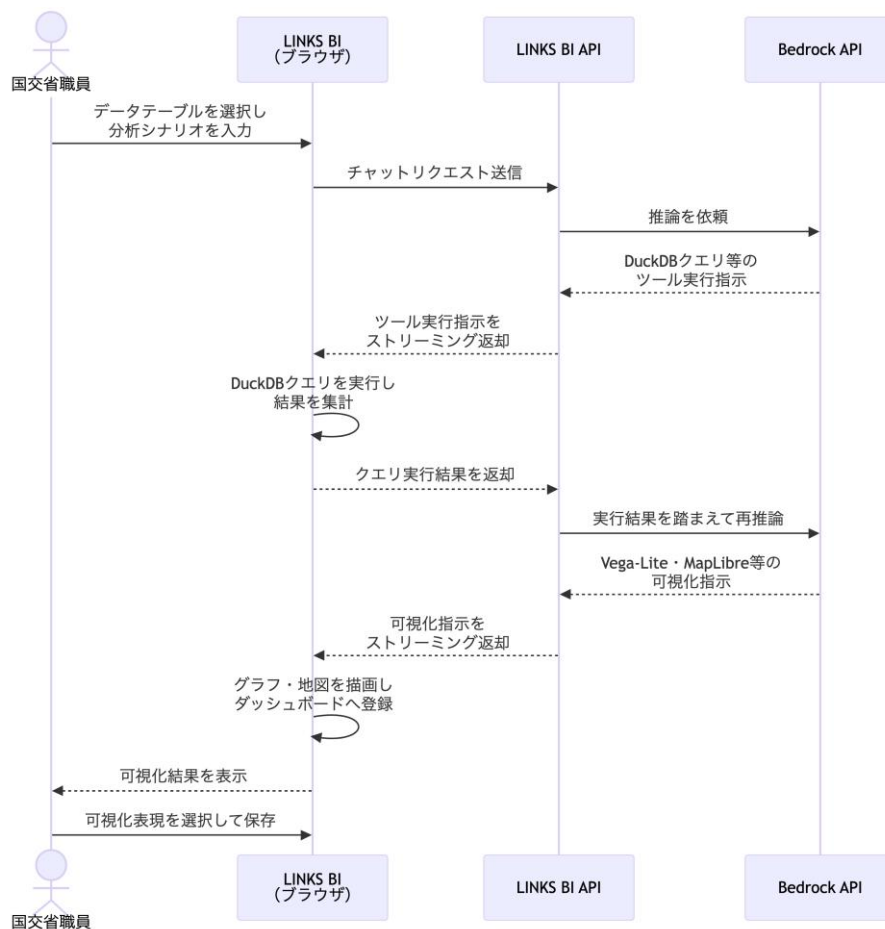 LINKS BI
(ブラウザ)
LINKS BI API
Bedrock API
国交省職員
データテーブルを選択し
分析シナリオを入力
チャットリクエスト送信
推論を依頼
DuckDBクエリ等の
ツール実行指示
ツール実行指示を
ストリーミング返却
DuckDBクエリを実行し
結果を集計
クエリ実行結果を返却
実行結果を踏まえて再推論
Vega-Lite・MapLibre等の
可視化指示
可視化指示を
ストリーミング返却
グラフ・地図を描画し
ダッシュボードへ登録
可視化結果を表示
可視化表現を選択して保存
LINKS BI
(ブラウザ)
LINKS BI API
Bedrock API
国交省職員